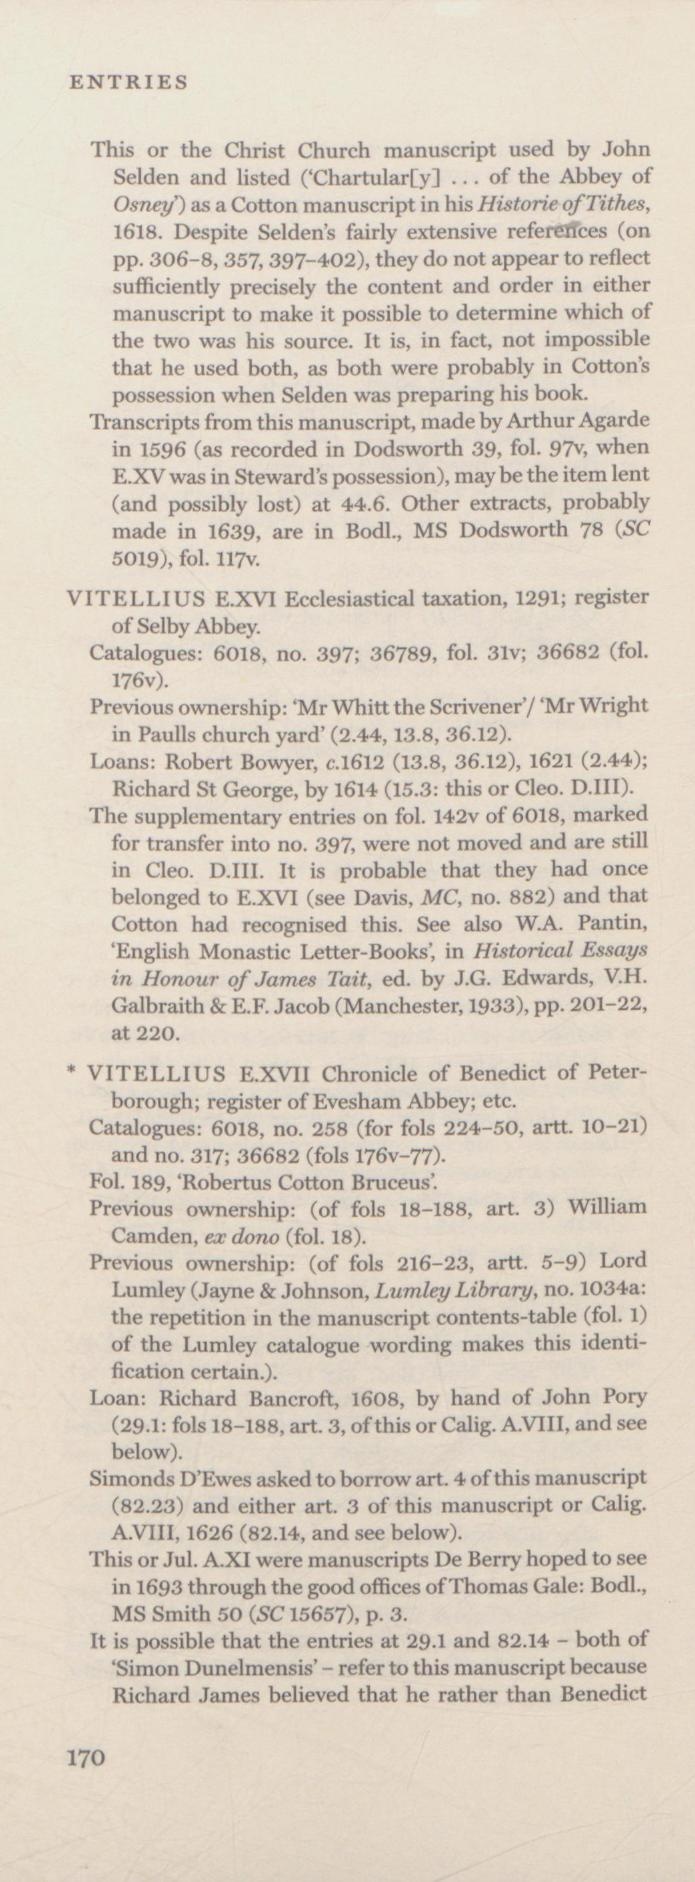 ENTRIES
This or the Christ Church manuscript used by John
Selden and listed (‘Chartular[y] ... of the Abbey of
Osney’) as a Cotton manuscript in his Historie of Tithes,
1618. Despite Selden’s fairly extensive references (on
pp. 306–8, 357, 397–402), they do not appear to reflect
sufficiently precisely the content and order in either
manuscript to make it possible to determine which of
the two was his source. It is, in fact, not impossible
that he used both, as both were probably in Cotton’s
possession when Selden was preparing his book.
Transcripts from this manuscript, made by Arthur Agarde
in 1596 (as recorded in Dodsworth 39, fol. 97v, when
E.XV was in Steward’s possession), may be the item lent
(and possibly lost) at 44.6. Other extracts, probably
made in 1639, are in Bodl., MS Dodsworth 78 (SC
5019), fol. 117v.
VITELLIUS E.XVI Ecclesiastical taxation, 1291; register
of Selby Abbey.
Catalogues: 6018, no. 397; 36789, fol. 31v; 36682 (fol.
176v).
Previous ownership: ‘Mr Whitt the Scrivener’/ ‘Mr Wright
in Paulls church yard’ (2.44, 13.8, 36.12).
Loans: Robert Bowyer, c.1612 (13.8, 36.12), 1621 (2.44);
Richard St George, by 1614 (15.3: this or Cleo. D.III).
The supplementary entries on fol. 142v of 6018, marked
for transfer into no. 397, were not moved and are still
in Cleo. D.III. It is probable that they had once
belonged to E.XVI (see Davis, MC, no. 882) and that
Cotton had recognised this. See also W.A. Pantin,
‘English Monastic Letter-Books’, in Historical Essays
in Honour of James Tait, ed. by J.G. Edwards, V.H.
Galbraith & E.F. Jacob (Manchester, 1933), pp. 201–22,
at 220.
* VITELLIUS E.XVII Chronicle of Benedict of Peter-
borough; register of Evesham Abbey; etc.
Catalogues: 6018, no. 258 (for fols 224–50, artt. 10–21)
and no. 317; 36682 (fols 176v–77).
Fol. 189, ‘Robertus Cotton Bruceus’.
Previous ownership: (of fols 18–188, art. 3) William
Camden, ex dono (fol. 18).
Previous ownership: (of fols 216–23, artt. 5–9) Lord
Lumley (Jayne & Johnson, Lumley Library, no. 1034a:
the repetition in the manuscript contents-table (fol. 1)
of the Lumley catalogue wording makes this identi-
fication certain.).
Loan: Richard Bancroft, 1608, by hand of John Pory
(29.1: fols 18–188, art. 3, of this or Calig. A.VIII, and see
below).
Simonds D’Ewes asked to borrow art. 4 of this manuscript
(82.23) and either art. 3 of this manuscript or Calig.
A.VIII, 1626 (82.14, and see below).
This or Jul. A.XI were manuscripts De Berry hoped to see
in 1693 through the good offices of Thomas Gale: Bodl.,
MS Smith 50 (SC 15657), p. 3.
It is possible that the entries at 29.1 and 82.14 – both of
‘Simon Dunelmensis’ – refer to this manuscript because
Richard James believed that he rather than Benedict
170